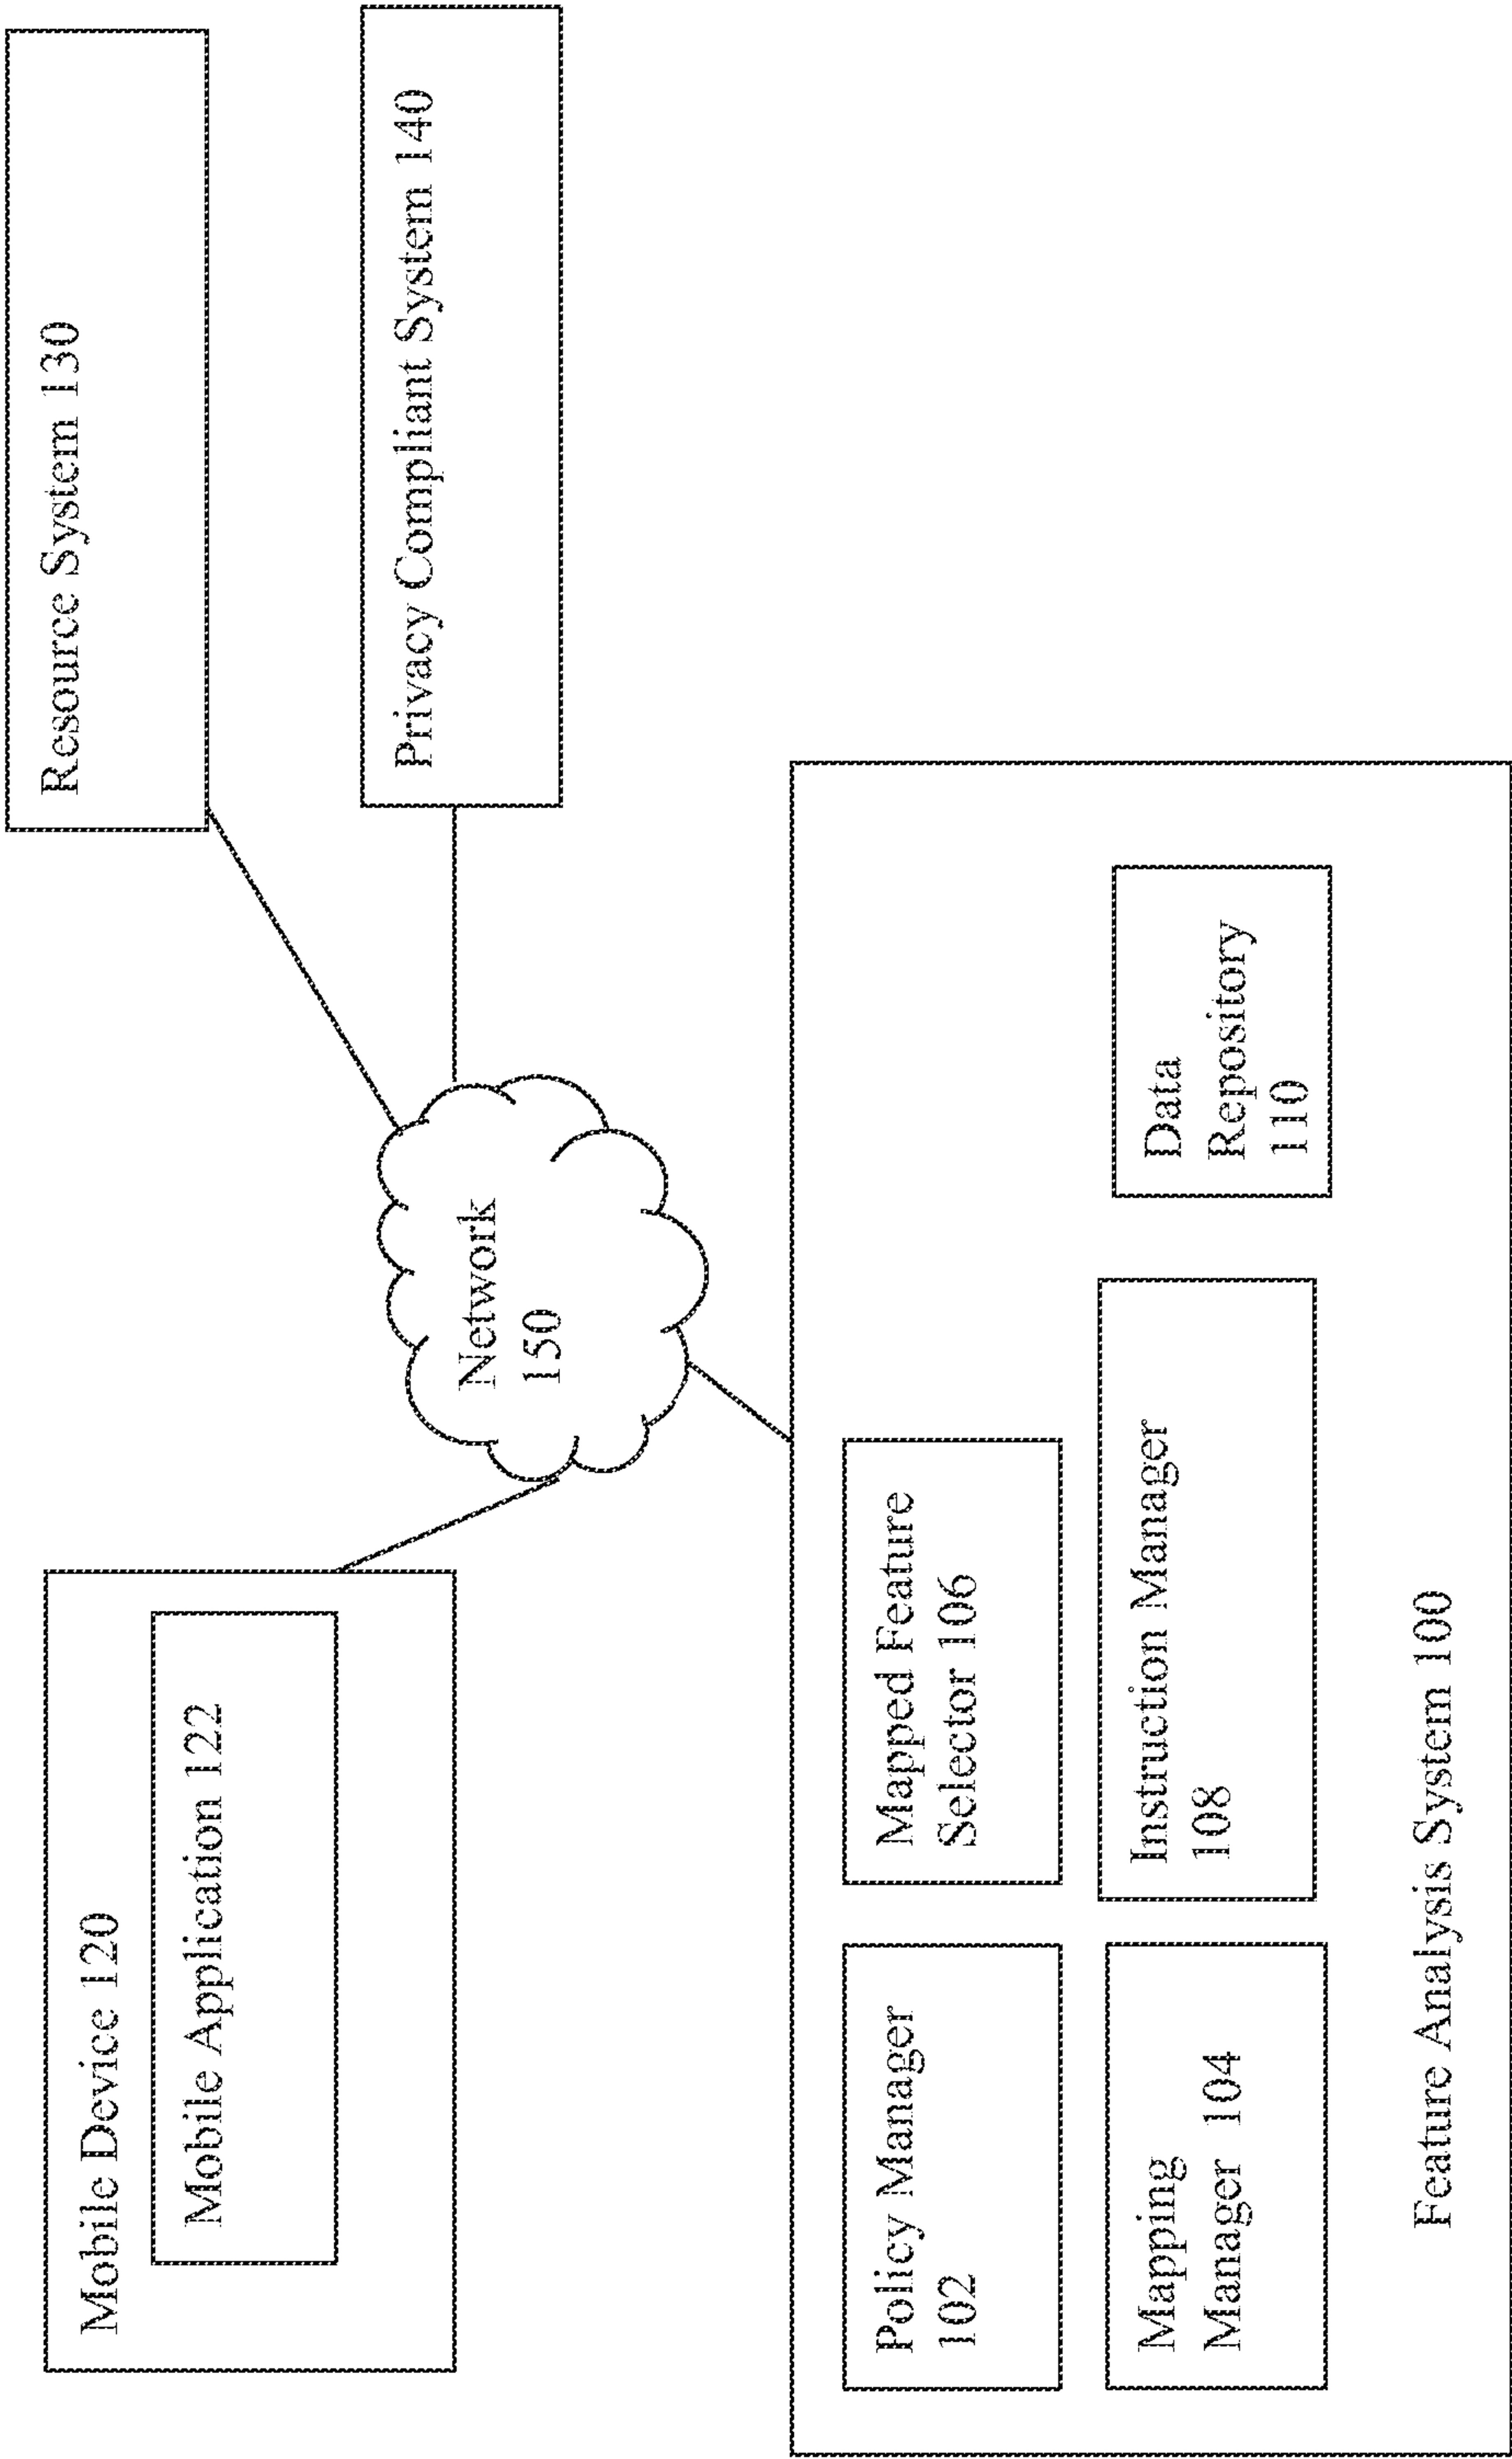 Mobile Device 120
Mobile Application 122
Resource System 130
Privacy Compliant System 140
Network
150
Policy Manager
102
Mapped Feature
Selector 106
Mapping
Manager 104
Instruction Manager
108
Data
Repository
110
Feature Analysis System 100